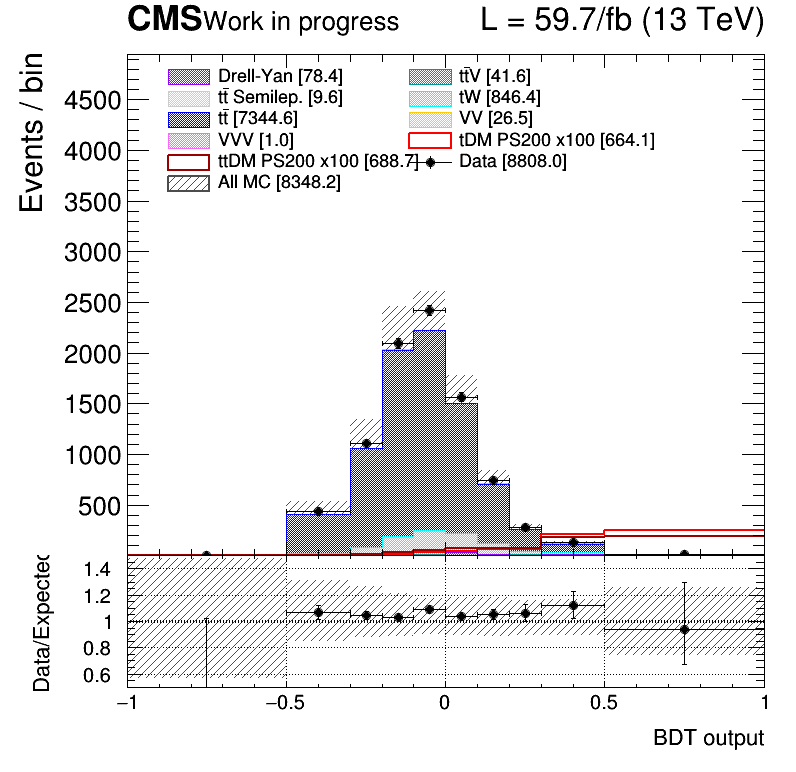 CMS Work in progress L = 59.7/fb (13 TeV)
Events / bin
Drell-Yan [78.4] tt̄V [41.6]
tt̄ Semilep. [9.6] tW [846.4]
tt̄ [7344.6] VV [26.5]
VVV [1.0] tDM PS200 x100 [664.1]
ttDM PS200 x100 [688.7] Data [8808.0]
All MC [8348.2]
4500
4000
3500
3000
2500
2000
1500
1000
500
Data/Expected
1.4
1.2
1
0.8
0.6
−1 −0.5 0 0.5 1
BDT output